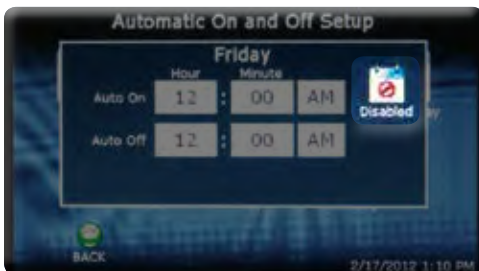 Automatic On and Off Setup
Friday
Hour Minute
Auto On 12 : 00 AM
Disabled
Auto Off 12 : 00 AM
BACK
2/17/2012 1:10 PM